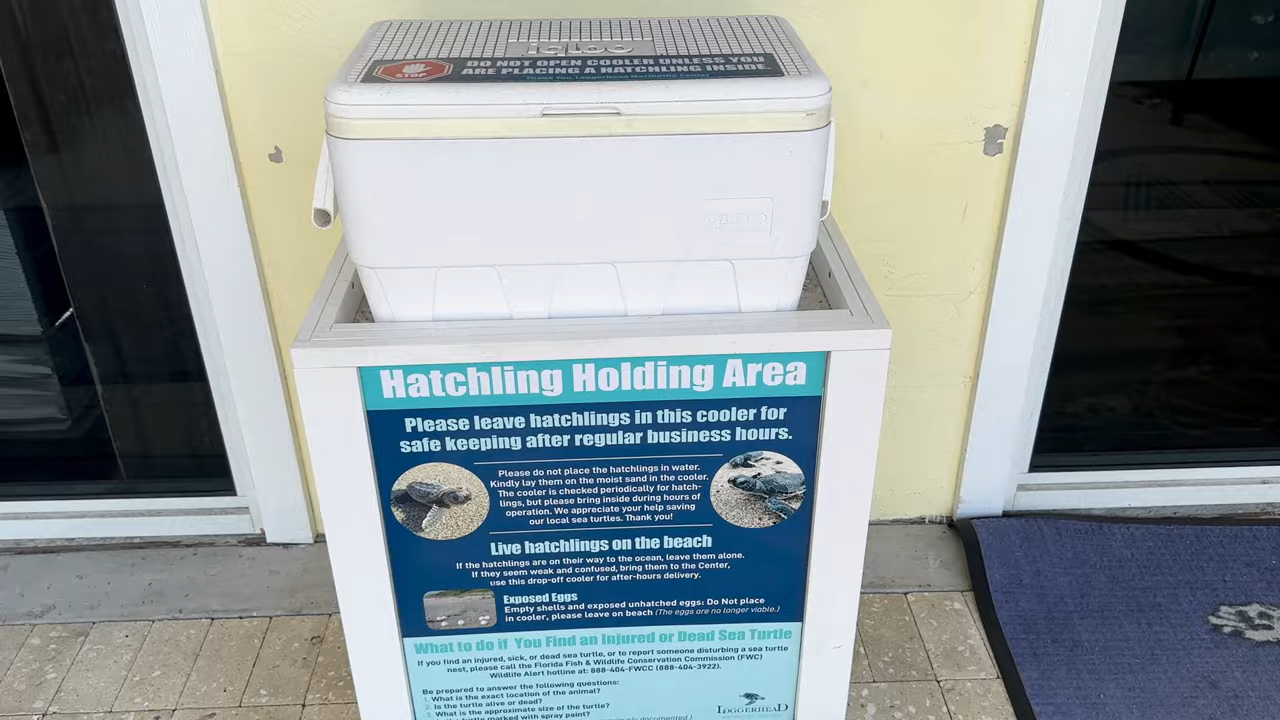 igloo
STOP
DO NOT OPEN COOLER UNLESS YOU
ARE PLACING A HATCHLING INSIDE.
Thank You, Loggerhead Marinelife Center
Hatchling Holding Area
Please leave hatchlings in this cooler for
safe keeping after regular business hours.
Please do not place the hatchlings in water.
Kindly lay them on the moist sand in the cooler.
The cooler is checked periodically for hatch-
lings, but please bring inside during hours of
operation. We appreciate your help saving
our local sea turtles. Thank you!
Live hatchlings on the beach
If the hatchlings are on their way to the ocean, leave them alone.
If they seem weak and confused, bring them to the Center,
use this drop-off cooler for after-hours delivery.
Exposed Eggs
Empty shells and exposed unhatched eggs: Do Not place
in cooler, please leave on beach (The eggs are no longer viable.)
What to do if You Find an Injured or Dead Sea Turtle
If you find an injured, sick, or dead sea turtle, or to report someone disturbing a sea turtle
nest, please call the Florida Fish & Wildlife Conservation Commission (FWC)
Wildlife Alert hotline at: 888-404-FWCC (888-404-3922).
Be prepared to answer the following questions:
1. What is the exact location of the animal?
2. Is the turtle alive or dead?
3. What is the approximate size of the turtle?
turtle marked with spray paint?
documented.)
LOGGERHEAD